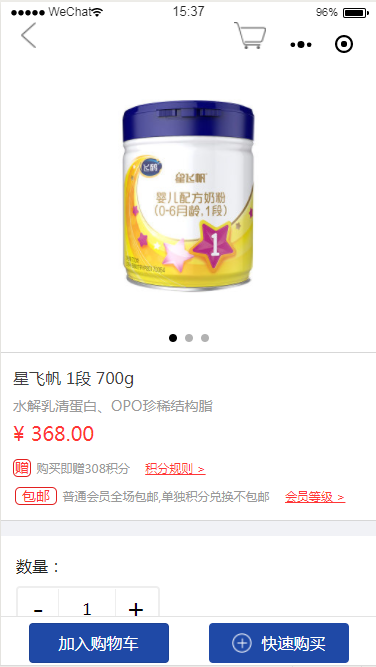 WeChat 15:37 96%
飞鹤
星飞帆
婴儿配方奶粉
(0-6月龄,1段)
1
星飞帆 1段 700g
水解乳清蛋白、OPO珍稀结构脂
¥ 368.00
赠 购买即赠308积分 积分规则 >
包邮 普通会员全场包邮,单独积分兑换不包邮 会员等级 >
数量：
- 1 +
加入购物车 快速购买